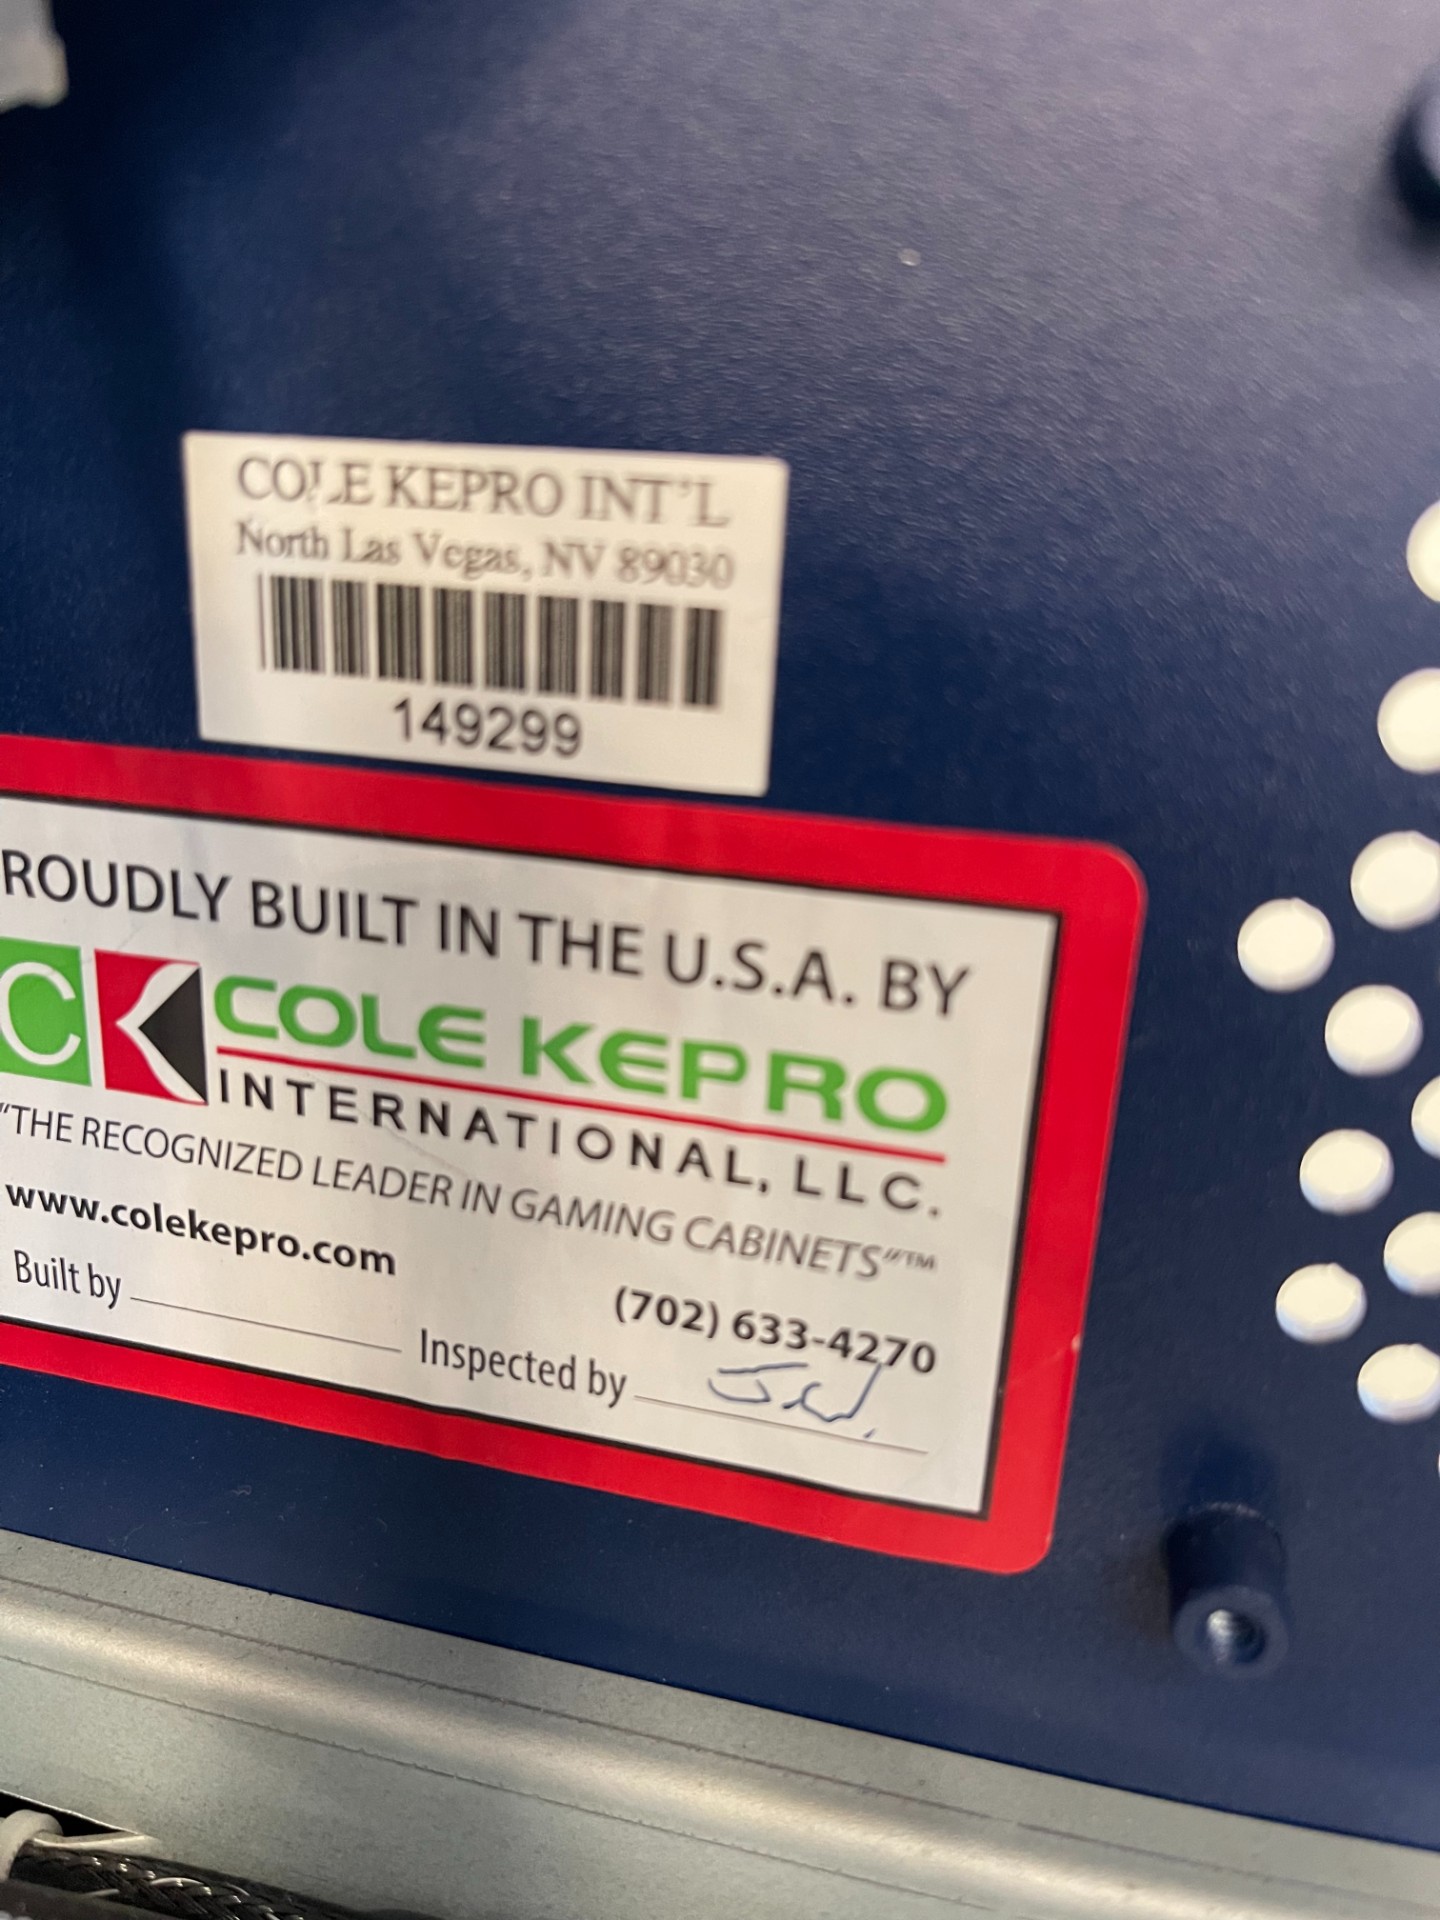 COLE KEPRO INT'L
North Las Vegas, NV 89030
149299
ROUDLY BUILT IN THE U.S.A. BY
CK COLE KEPRO
INTERNATIONAL, LLC.
"THE RECOGNIZED LEADER IN GAMING CABINETS"™
www.colekepro.com
(702) 633-4270
Built by
Inspected by